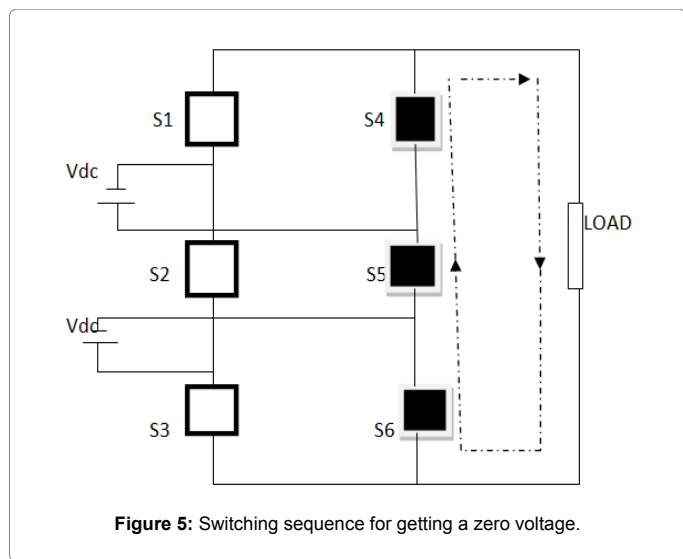 S1
S4
Vdc
LOAD
S2
S5
Vdc
S3
S6
Figure 5: Switching sequence for getting a zero voltage.